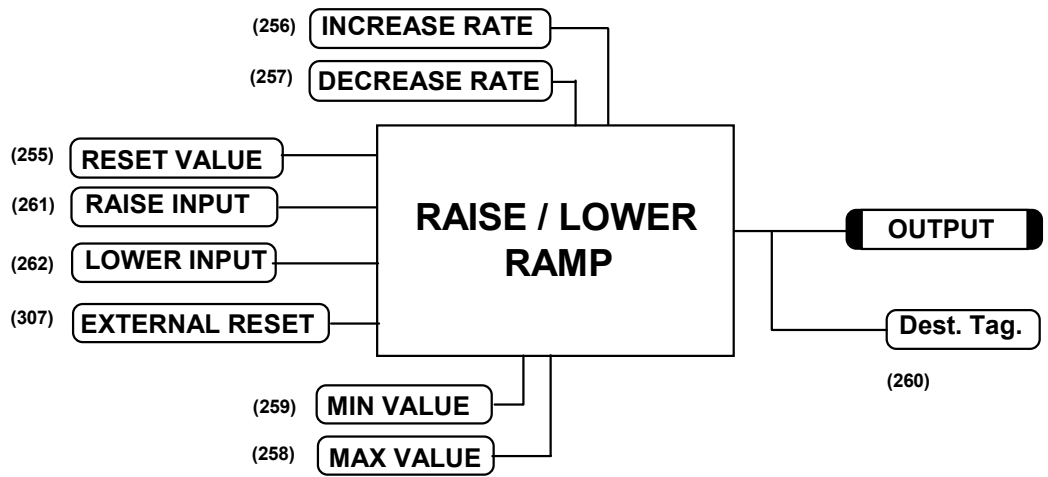 (256) INCREASE RATE
(257) DECREASE RATE
(255) RESET VALUE
(261) RAISE INPUT
(262) LOWER INPUT
(307) EXTERNAL RESET
RAISE / LOWER
RAMP
OUTPUT
Dest. Tag.
(260)
(259) MIN VALUE
(258) MAX VALUE